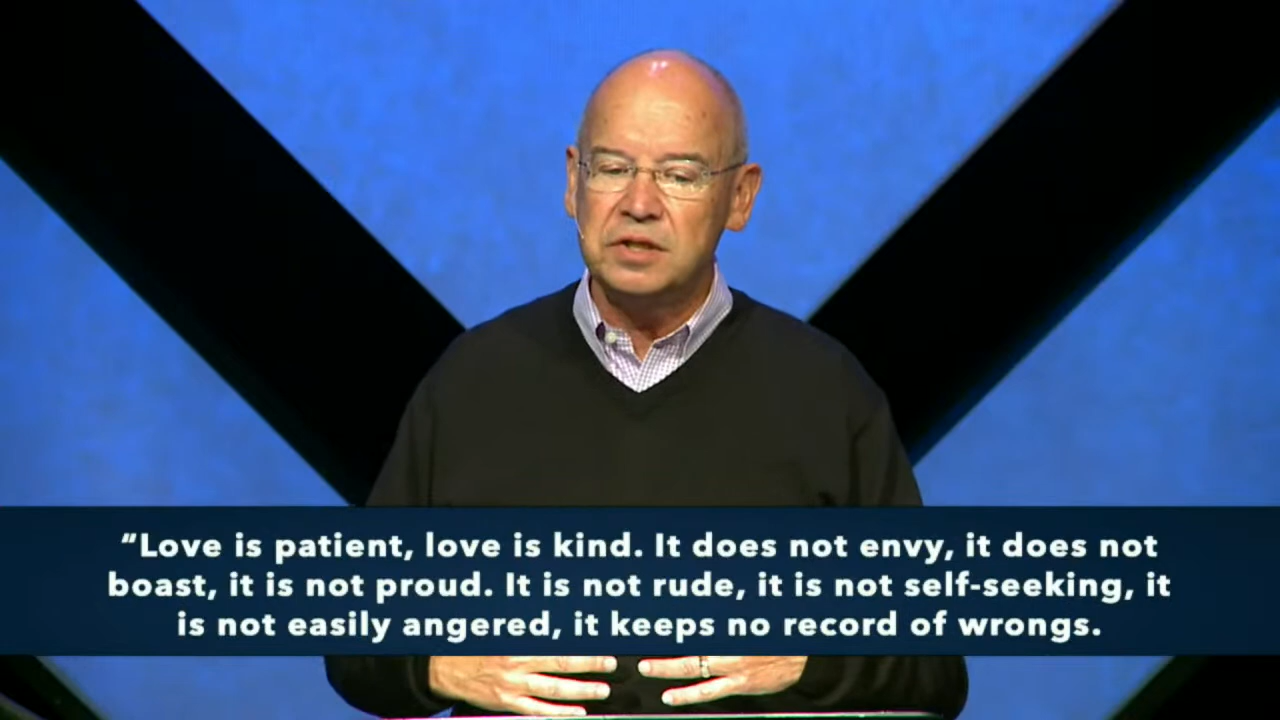 “Love is patient, love is kind. It does not envy, it does not
boast, it is not proud. It is not rude, it is not self-seeking, it
is not easily angered, it keeps no record of wrongs.